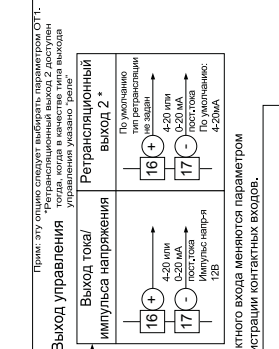 Прим: эту опцию следует выбирать параметром ОТ1.
*Ретрансляционный выход 2 доступен
тогда, когда в качестве типа выхода
управления указано "реле"
Выход управления
Выход тока/
импульса напряжения
16 +
17 -
4-20 или
0-20 мА
пост.тока
Импульс напр-я
12В
Ретрансляционный
выход 2 *
По умолчанию
тип ретрансляции
не задан
16 +
17 -
4-20 или
0-20 мА
пост.тока
По умолчанию:
4-20мА
ктного входа меняются параметром
истрации контактных входов.